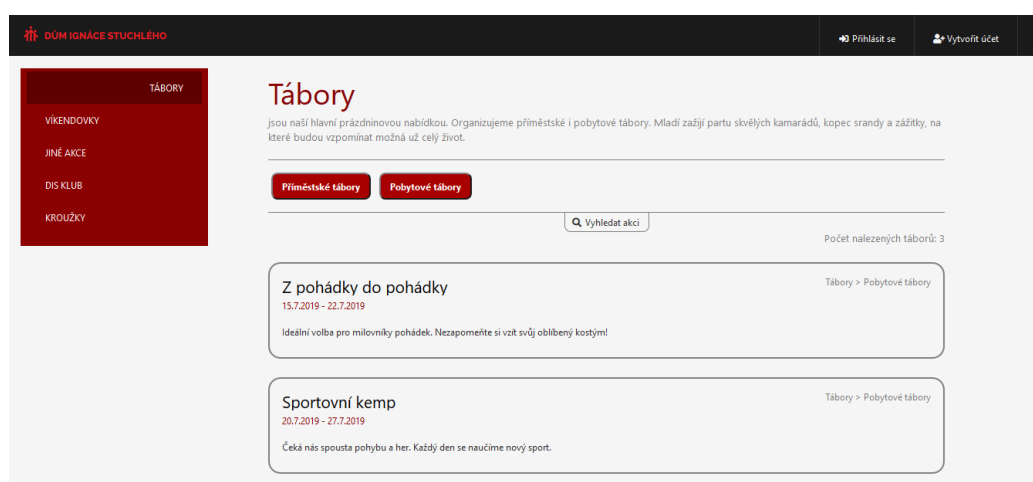 DŮM IGNÁCE STUCHLÉHO
Přihlásit se
Vytvořit účet
TÁBORY
VÍKENDOVKY
JINÉ AKCE
DIS KLUB
KROUŽKY
Tábory
jsou naší hlavní prázdninovou nabídkou. Organizujeme příměstské i pobytové tábory. Mladí zažijí partu skvělých kamarádů, kopec srandy a zážitky, na
které budou vzpomínat možná už celý život.
Příměstské tábory
Pobytové tábory
Vyhledat akci
Počet nalezených táborů: 3
Z pohádky do pohádky
Tábory > Pobytové tábory
15.7.2019 - 22.7.2019
Ideální volba pro milovníky pohádek. Nezapomeňte si vzít svůj oblíbený kostým!
Sportovní kemp
Tábory > Pobytové tábory
20.7.2019 - 27.7.2019
Čeká nás spousta pohybu a her. Každý den se naučíme nový sport.